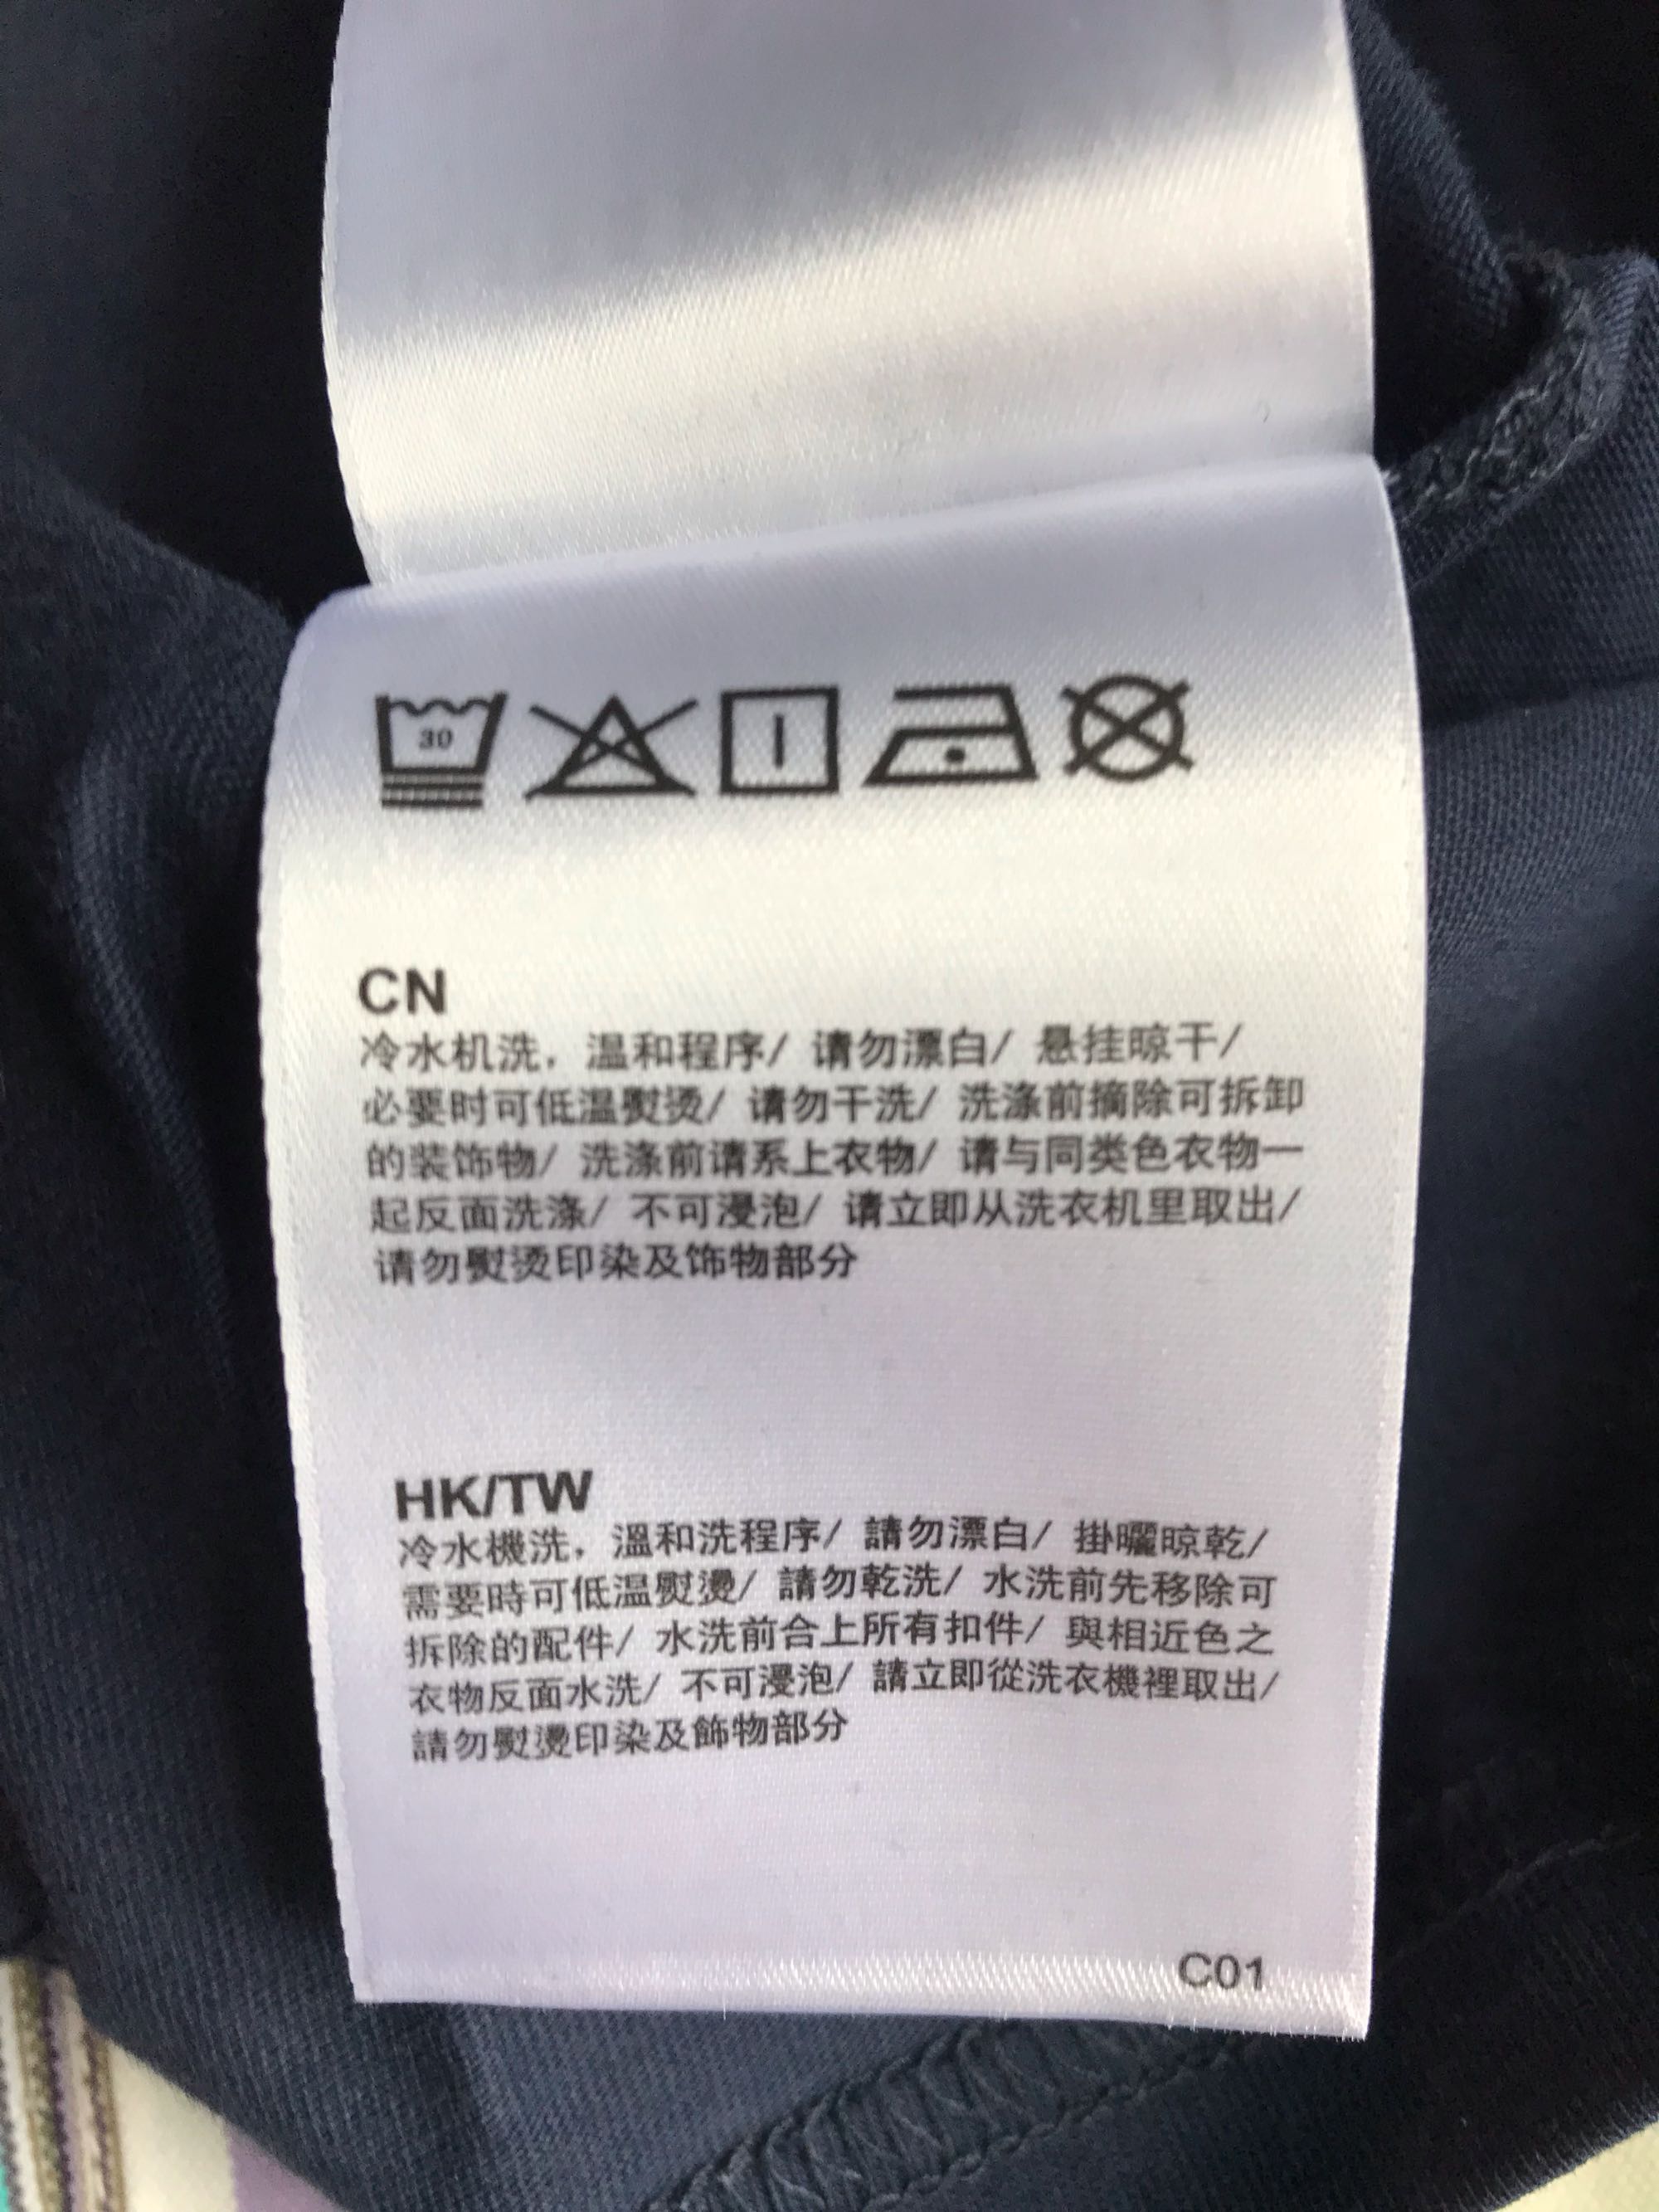 30
CN
冷水机洗，温和程序/ 请勿漂白/ 悬挂晾干/
必要时可低温熨烫/ 请勿干洗/ 洗涤前摘除可拆卸
的装饰物/ 洗涤前请系上衣物/ 请与同类色衣物一
起反面洗涤/ 不可浸泡/ 请立即从洗衣机里取出/
请勿熨烫印染及饰物部分
HK/TW
冷水機洗，溫和洗程序/ 請勿漂白/ 掛曬晾乾/
需要時可低温熨燙/ 請勿乾洗/ 水洗前先移除可
拆除的配件/ 水洗前合上所有扣件/ 與相近色之
衣物反面水洗/ 不可浸泡/ 請立即從洗衣機裡取出/
請勿熨燙印染及飾物部分
C01